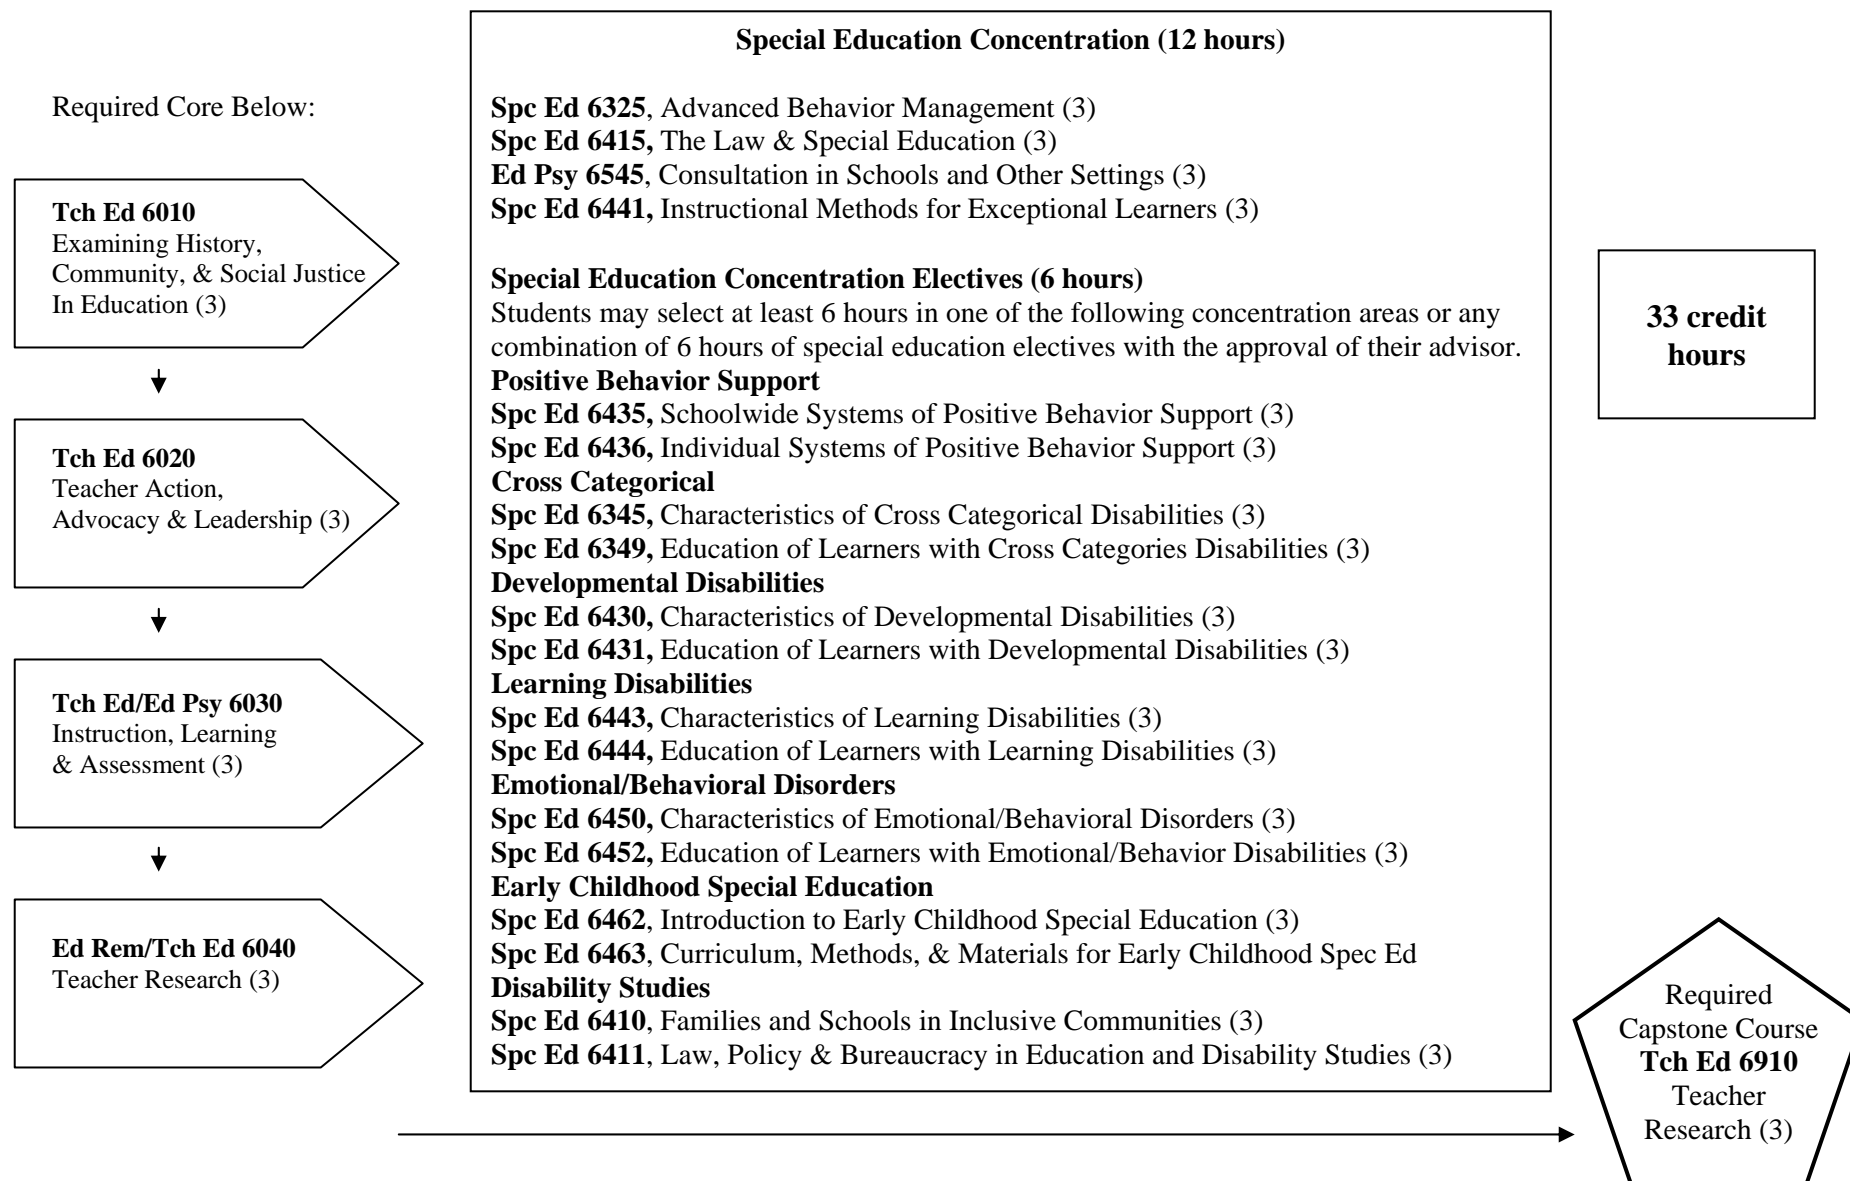 Required Core Below:
Tch Ed 6010
Examining History,
Community, & Social Justice
In Education (3)
Tch Ed 6020
Teacher Action,
Advocacy & Leadership (3)
Tch Ed/Ed Psy 6030
Instruction, Learning
& Assessment (3)
Ed Rem/Tch Ed 6040
Teacher Research (3)
Special Education Concentration (12 hours)
Spc Ed 6325, Advanced Behavior Management (3)
Spc Ed 6415, The Law & Special Education (3)
Ed Psy 6545, Consultation in Schools and Other Settings (3)
Spc Ed 6441, Instructional Methods for Exceptional Learners (3)
Special Education Concentration Electives (6 hours)
Students may select at least 6 hours in one of the following concentration areas or any
combination of 6 hours of special education electives with the approval of their advisor.
Positive Behavior Support
Spc Ed 6435, Schoolwide Systems of Positive Behavior Support (3)
Spc Ed 6436, Individual Systems of Positive Behavior Support (3)
Cross Categorical
Spc Ed 6345, Characteristics of Cross Categorical Disabilities (3)
Spc Ed 6349, Education of Learners with Cross Categories Disabilities (3)
Developmental Disabilities
Spc Ed 6430, Characteristics of Developmental Disabilities (3)
Spc Ed 6431, Education of Learners with Developmental Disabilities (3)
Learning Disabilities
Spc Ed 6443, Characteristics of Learning Disabilities (3)
Spc Ed 6444, Education of Learners with Learning Disabilities (3)
Emotional/Behavioral Disorders
Spc Ed 6450, Characteristics of Emotional/Behavioral Disorders (3)
Spc Ed 6452, Education of Learners with Emotional/Behavior Disabilities (3)
Early Childhood Special Education
Spc Ed 6462, Introduction to Early Childhood Special Education (3)
Spc Ed 6463, Curriculum, Methods, & Materials for Early Childhood Spec Ed
Disability Studies
Spc Ed 6410, Families and Schools in Inclusive Communities (3)
Spc Ed 6411, Law, Policy & Bureaucracy in Education and Disability Studies (3)
33 credit
hours
Required
Capstone Course
Tch Ed 6910
Teacher
Research (3)